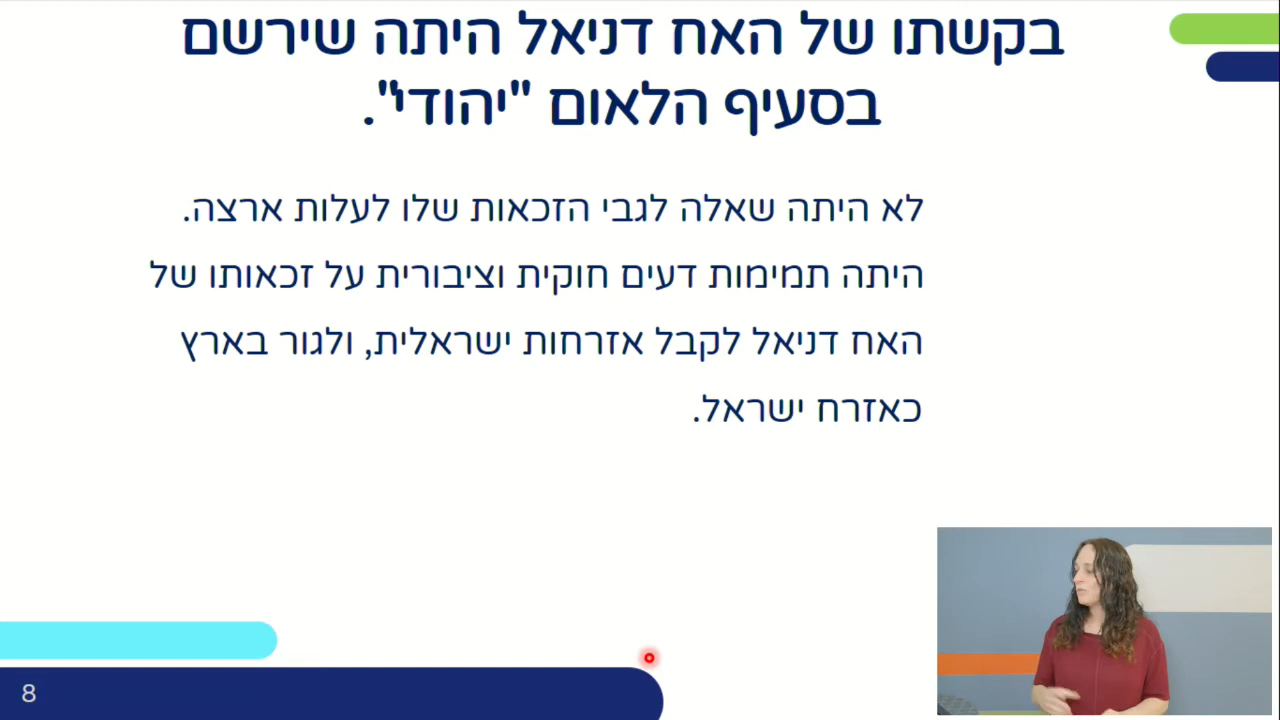 בקשתו של האח דניאל היתה שירשם
בסעיף הלאום "יהודי".
לא היתה שאלה לגבי הזכאות שלו לעלות ארצה.
היתה תמימות דעים חוקית וציבורית על זכאותו של
האח דניאל לקבל אזרחות ישראלית, ולגור בארץ
כאזרח ישראל.
8